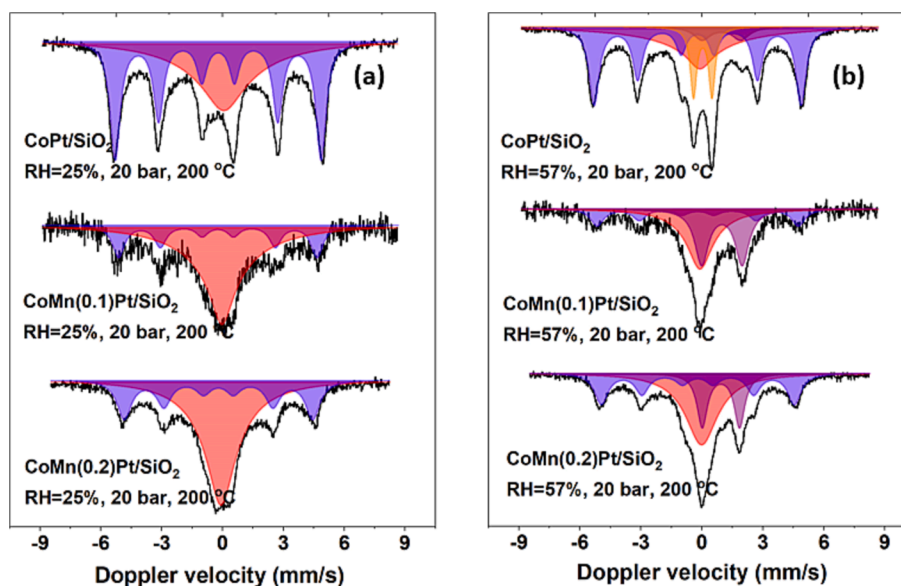 (a)
CoPt/SiO₂
RH=25%, 20 bar, 200 °C
CoMn(0.1)Pt/SiO₂
RH=25%, 20 bar, 200 °C
CoMn(0.2)Pt/SiO₂
RH=25%, 20 bar, 200 °C
-9 -6 -3 0 3 6 9
Doppler velocity (mm/s)
(b)
CoPt/SiO₂
RH=57%, 20 bar, 200 °C
CoMn(0.1)Pt/SiO₂
RH=57%, 20 bar, 200 °C
CoMn(0.2)Pt/SiO₂
RH=57%, 20 bar, 200 °C
-9 -6 -3 0 3 6 9
Doppler velocity (mm/s)